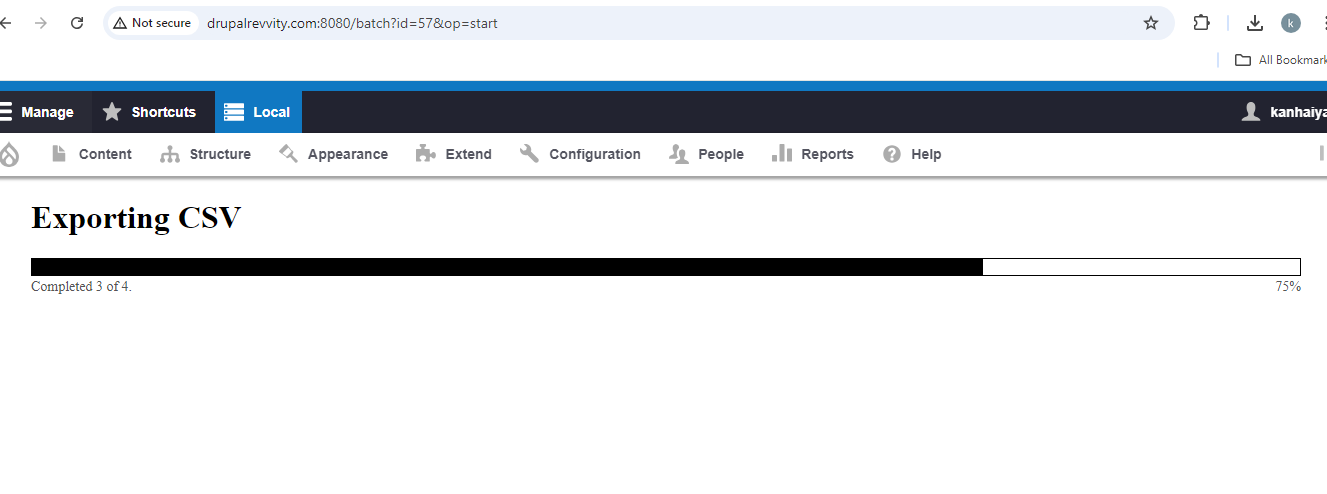 Not secure drupalrevvity.com:8080/batch?id=57&op=start k
All Bookmark
Manage Shortcuts Local kanhaiya
Content Structure Appearance Extend Configuration People Reports Help
Exporting CSV
Completed 3 of 4. 75%